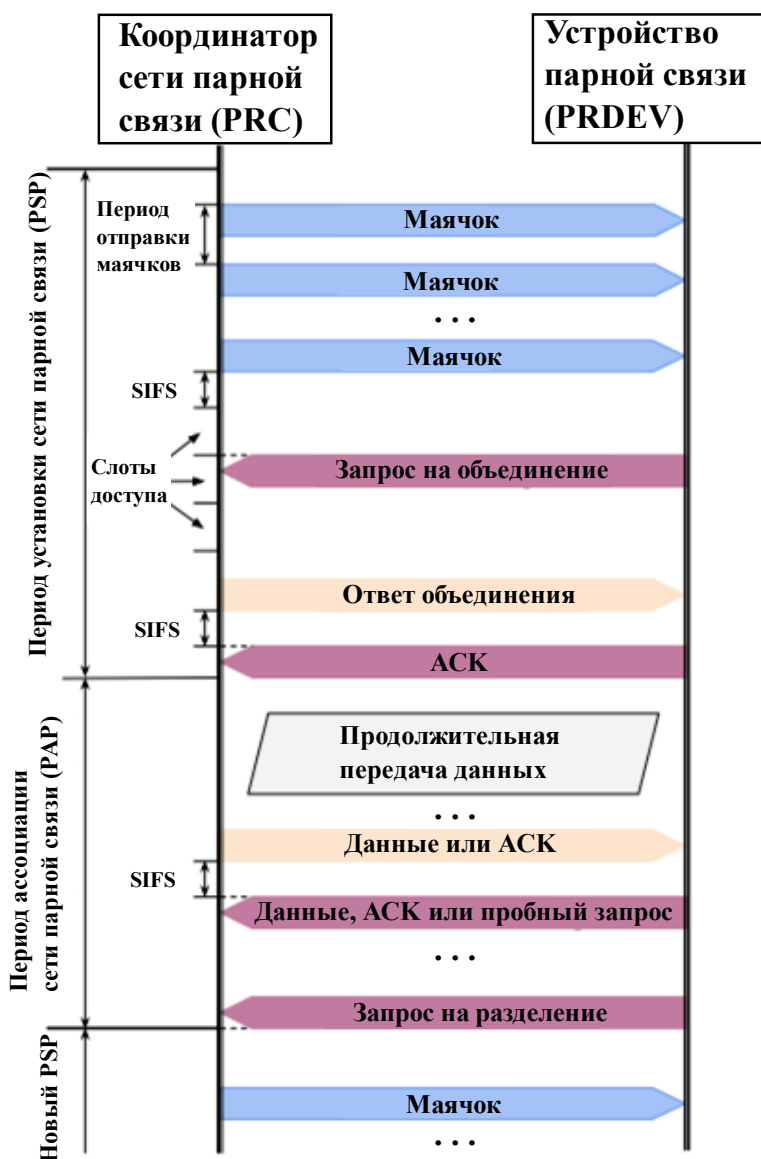 Координатор
сети парной
связи (PRC)
Устройство
парной связи
(PRDEV)
Период установки сети парной связи (PSP)
Период
отправки
маячков
Маячок
Маячок
. . .
Маячок
SIFS
Слоты
доступа
Запрос на объединение
Ответ объединения
SIFS
ACK
Период ассоциации
сети парной связи (PAP)
Продолжительная
передача данных
. . .
Данные или ACK
SIFS
Данные, ACK или пробный запрос
. . .
Запрос на разделение
Новый PSP
Маячок
. . .